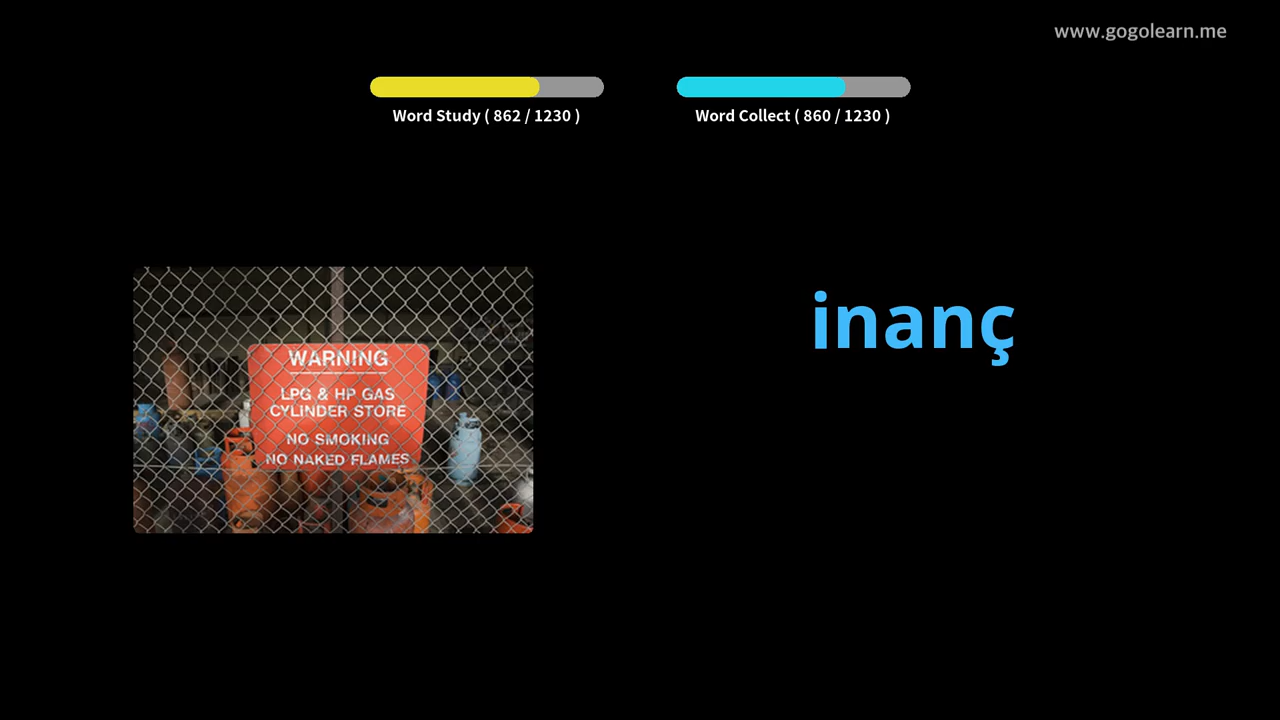 www.gogolearn.me
Word Study ( 862 / 1230 )
Word Collect ( 860 / 1230 )
WARNING
LPG & HP GAS
CYLINDER STORE
NO SMOKING
NO NAKED FLAMES
inanç